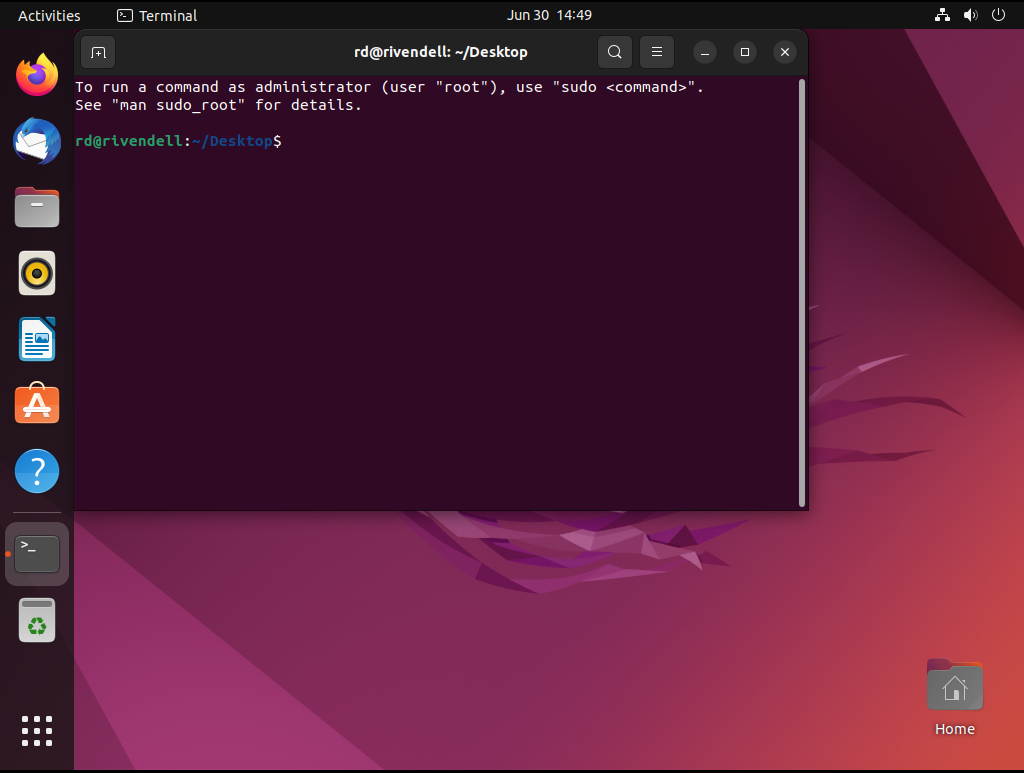 Activities Terminal Jun 30 14:49
rd@rivendell: ~/Desktop
To run a command as administrator (user "root"), use "sudo <command>".
See "man sudo_root" for details.
rd@rivendell:~/Desktop$
>_
?
Home